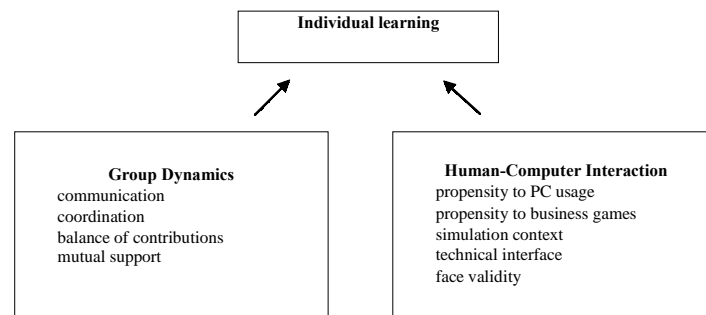 Individual learning
Group Dynamics
communication
coordination
balance of contributions
mutual support
Human-Computer Interaction
propensity to PC usage
propensity to business games
simulation context
technical interface
face validity